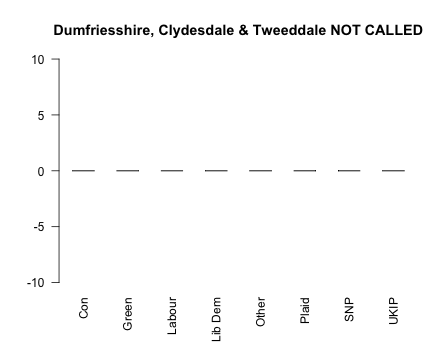 Dumfriesshire, Clydesdale & Tweeddale NOT CALLED
10
5
0
-5
-10
Con
Green
Labour
Lib Dem
Other
Plaid
SNP
UKIP